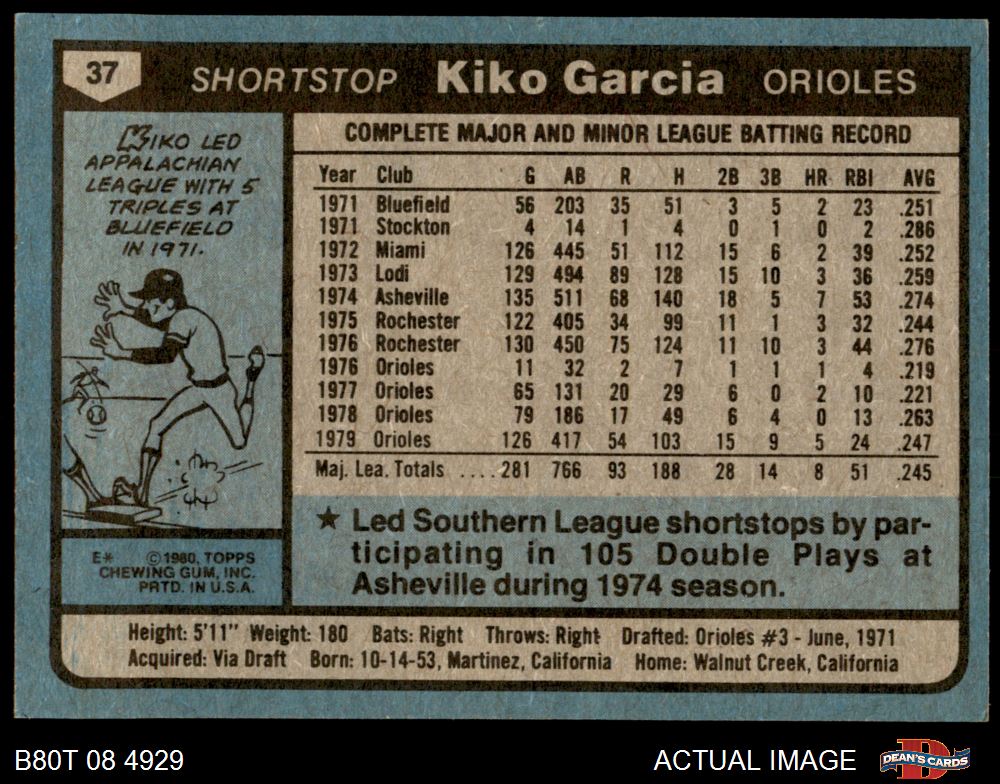 37 SHORTSTOP Kiko Garcia ORIOLES
KIKO LED
APPALACHIAN
LEAGUE WITH 5
TRIPLES AT
BLUEFIELD
IN 1971.
E* ©1980, TOPPS
CHEWING GUM, INC.
PRTD. IN U.S.A.
COMPLETE MAJOR AND MINOR LEAGUE BATTING RECORD
Year Club G AB R H 2B 3B HR RBI AVG
1971 Bluefield 56 203 35 51 3 5 2 23 .251
1971 Stockton 4 14 1 4 0 1 0 2 .286
1972 Miami 126 445 51 112 15 6 2 39 .252
1973 Lodi 129 494 89 128 15 10 3 36 .259
1974 Asheville 135 511 68 140 18 5 7 53 .274
1975 Rochester 122 405 34 99 11 1 3 32 .244
1976 Rochester 130 450 75 124 11 10 3 44 .276
1976 Orioles 11 32 2 7 1 1 1 4 .219
1977 Orioles 65 131 20 29 6 0 2 10 .221
1978 Orioles 79 186 17 49 6 4 0 13 .263
1979 Orioles 126 417 54 103 15 9 5 24 .247
Maj. Lea. Totals ....281 766 93 188 28 14 8 51 .245
★ Led Southern League shortstops by par-
ticipating in 105 Double Plays at
Asheville during 1974 season.
Height: 5'11" Weight: 180 Bats: Right Throws: Right Drafted: Orioles #3 - June, 1971
Acquired: Via Draft Born: 10-14-53, Martinez, California Home: Walnut Creek, California
B80T 08 4929 ACTUAL IMAGE D DEAN'S CARDS